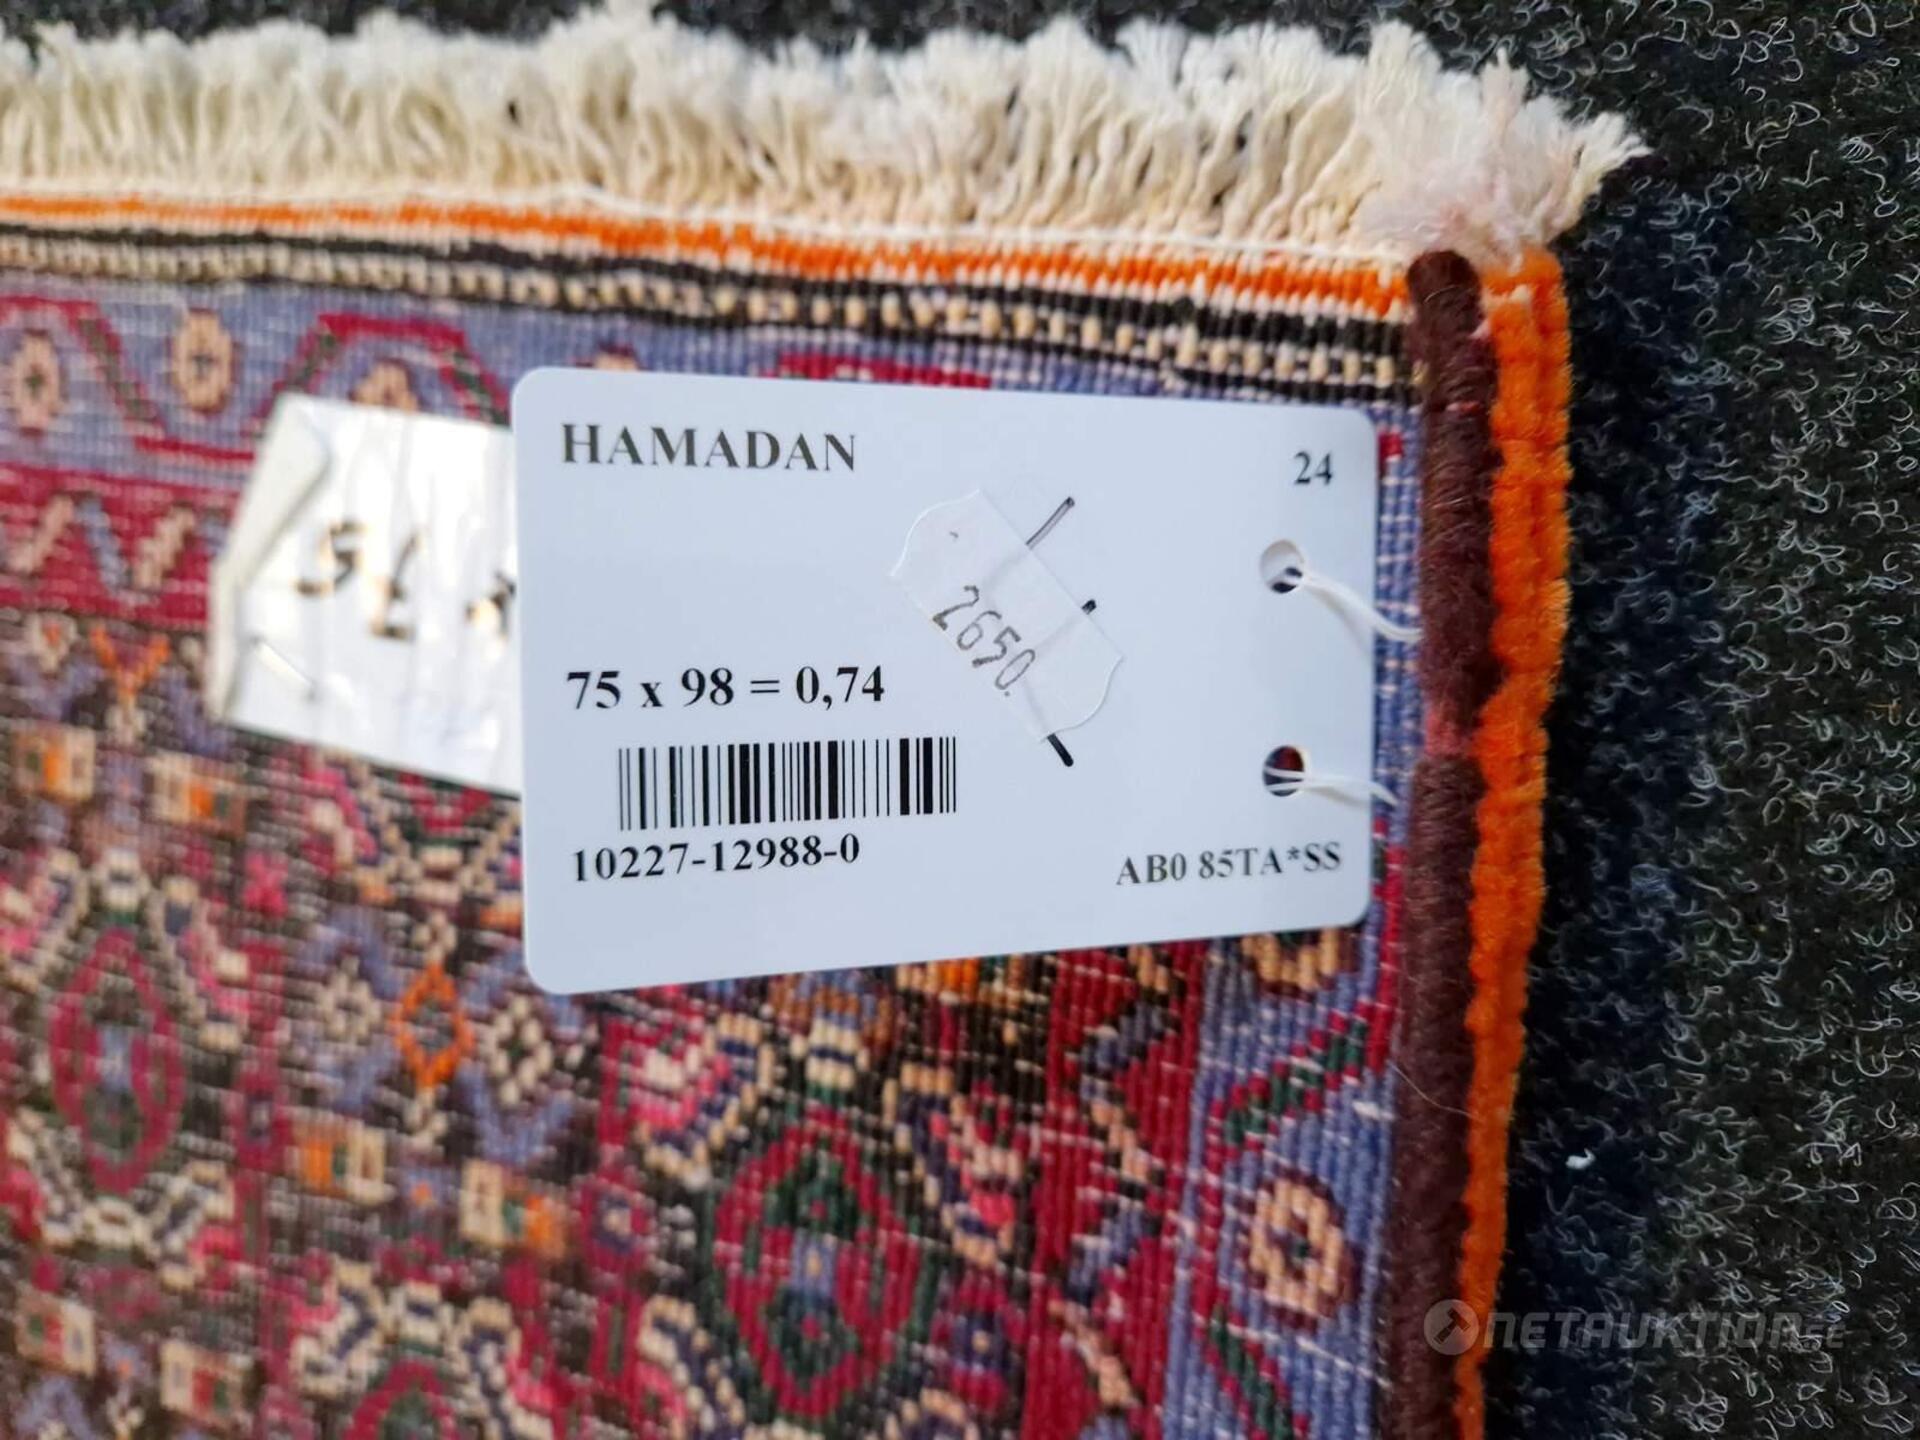 HAMADAN
24
2650.
75 x 98 = 0,74
10227-12988-0
AB0 85TA*SS
NETAUKTION.SE